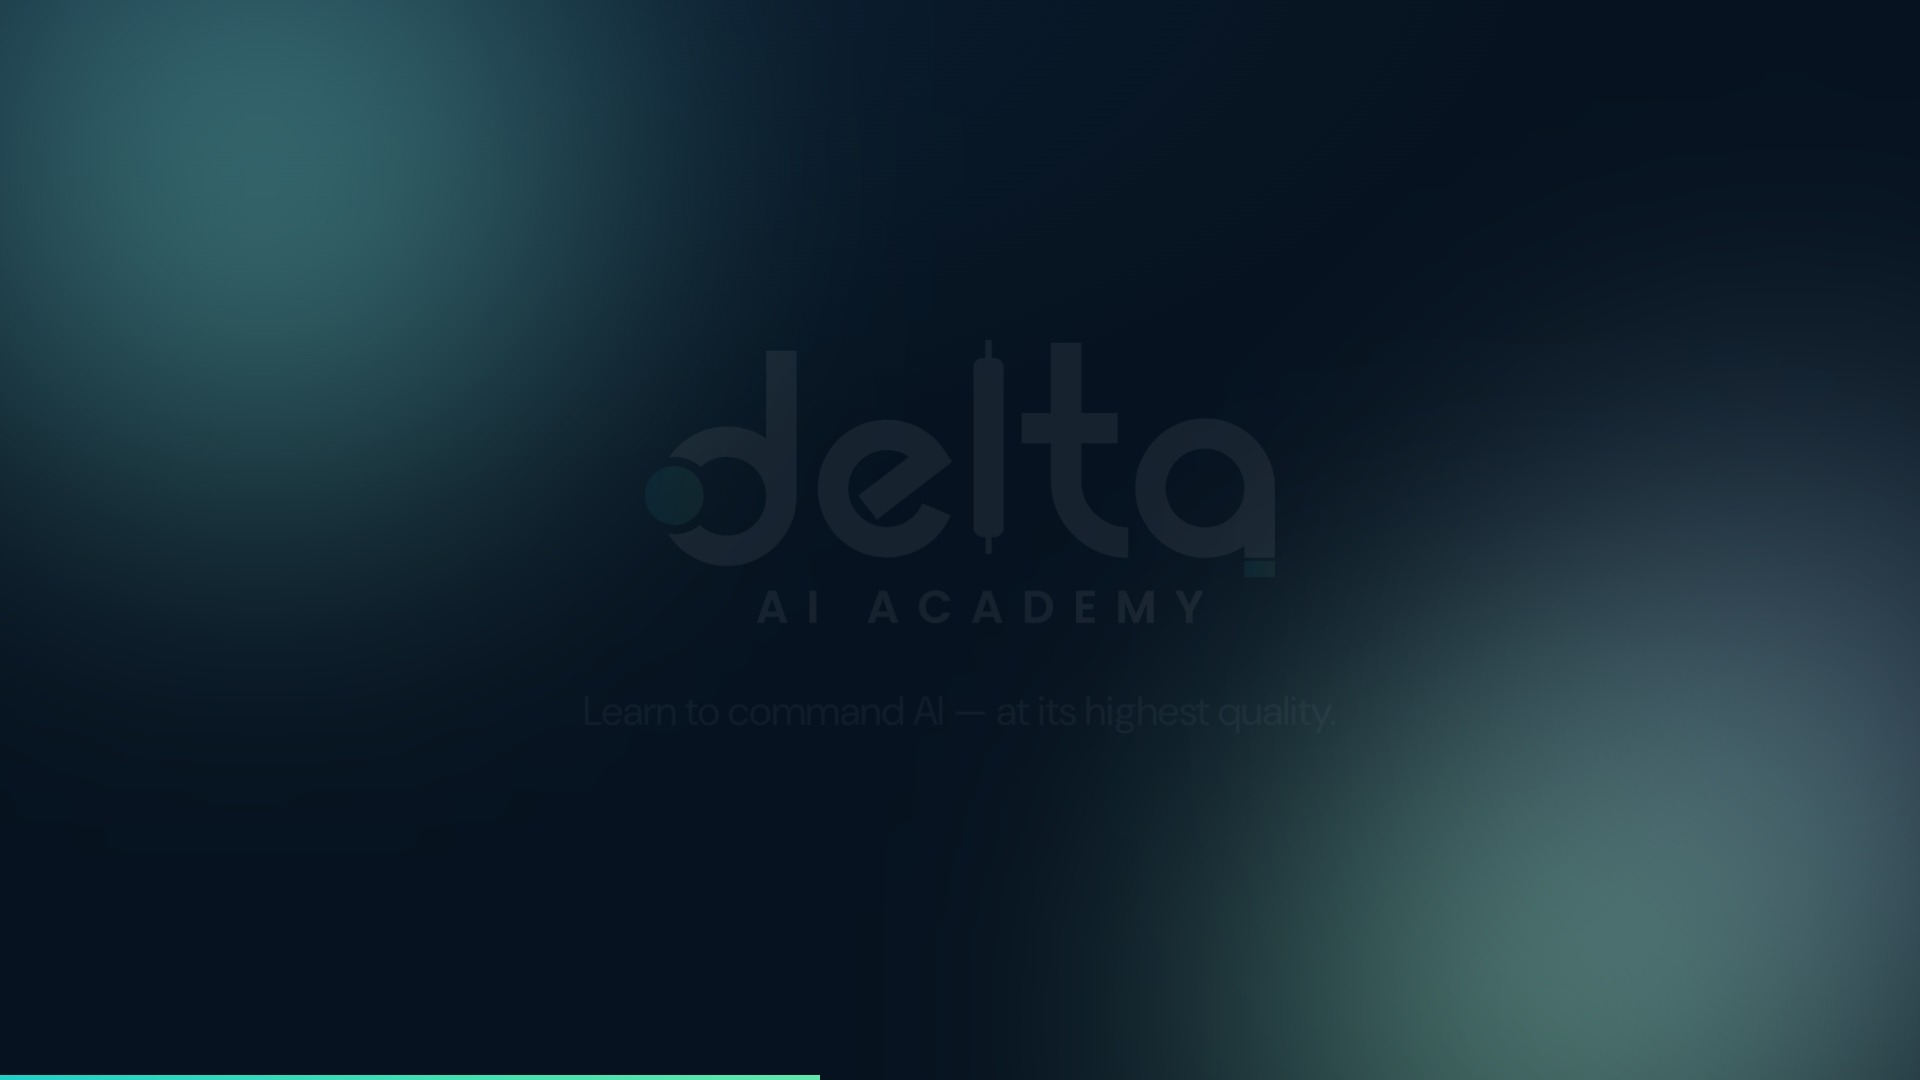 delta
AI ACADEMY
Learn to command AI — at its highest quality.